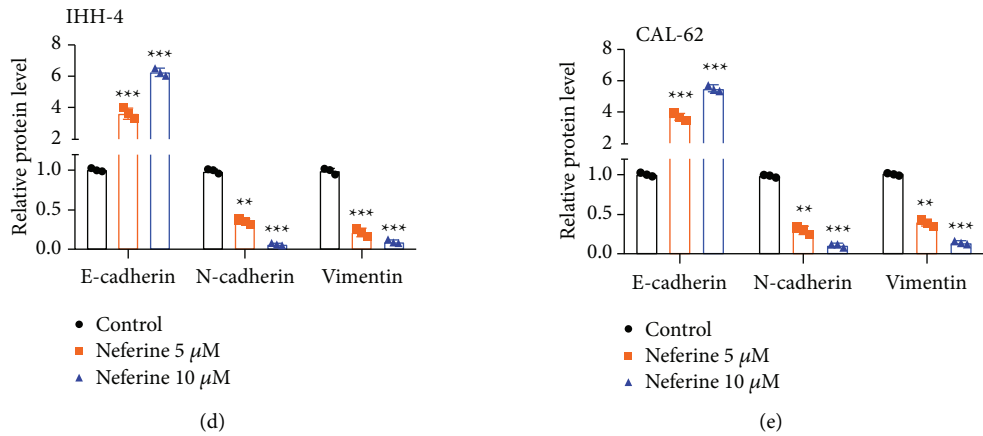 IHH-4
Relative protein level
8
6
4
2
1.0
0.5
0.0
***
***
**
***
***
***
E-cadherin
N-cadherin
Vimentin
Control
Neferine 5 μM
Neferine 10 μM
(d)
CAL-62
Relative protein level
8
6
4
2
1.0
0.5
0.0
***
***
**
***
**
***
E-cadherin
N-cadherin
Vimentin
Control
Neferine 5 μM
Neferine 10 μM
(e)